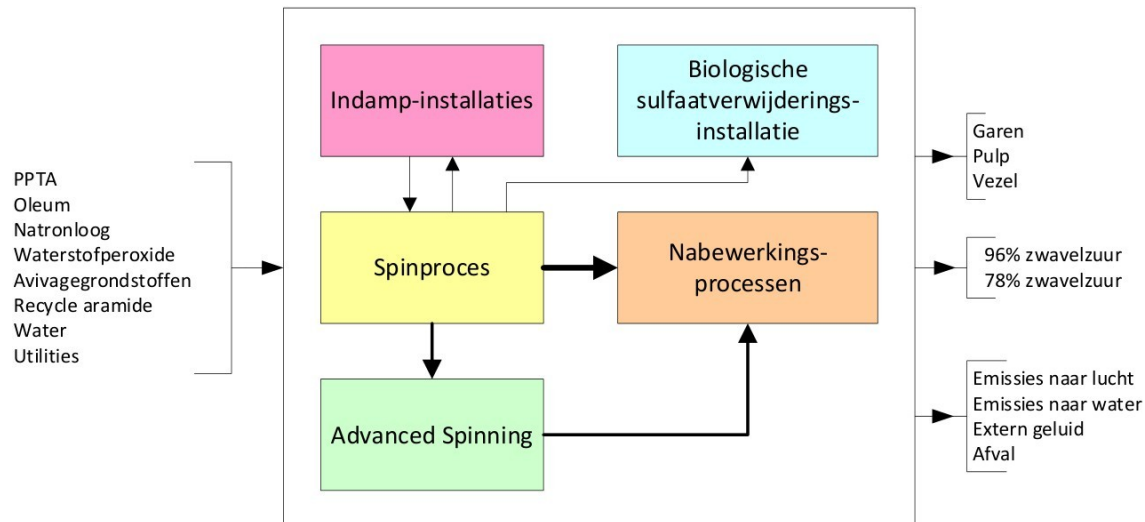 PPTA
Oleum
Natronloog
Waterstofperoxide
Avivagegrondstoffen
Recycle aramide
Water
Utilities
Indamp-installaties
Biologische
sulfaatverwijderings-
installatie
Spinproces
Nabewerkings-
processen
Advanced Spinning
Garen
Pulp
Vezel
96% zwavelzuur
78% zwavelzuur
Emissies naar lucht
Emissies naar water
Extern geluid
Afval